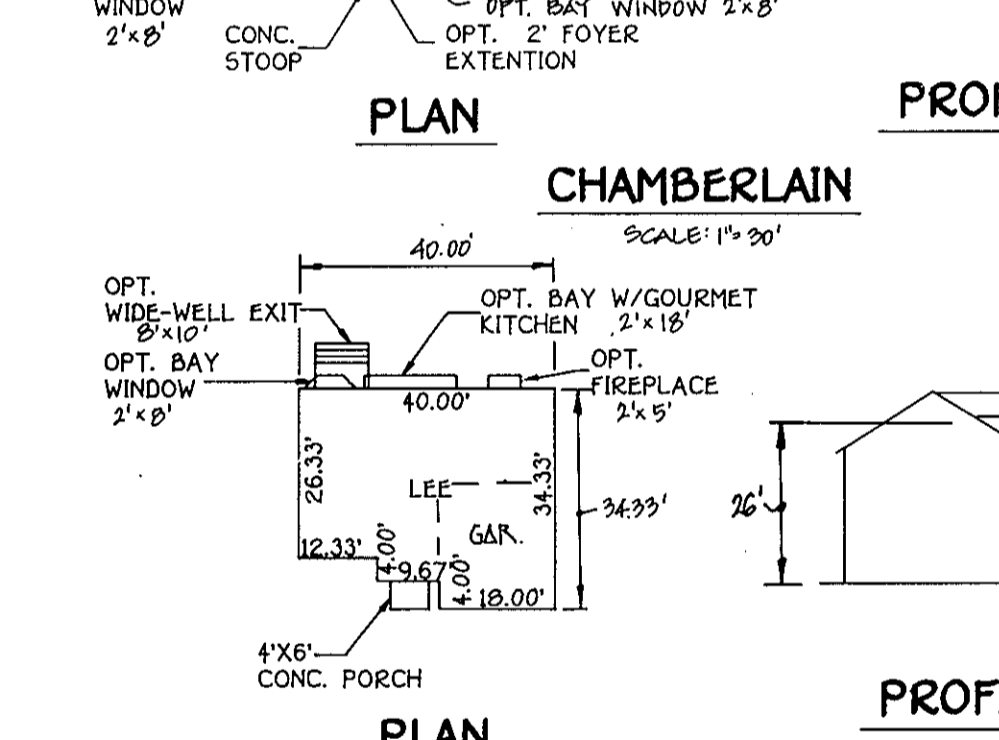 WINDOW
2'x8'
CONC.
STOOP
OPT. BAY WINDOW 2'x8'
OPT. 2' FOYER
EXTENTION
PLAN
CHAMBERLAIN
SCALE: 1"=30'
40.00'
OPT.
WIDE-WELL EXIT
8'x10'
OPT. BAY
WINDOW
2'x8'
OPT. BAY W/GOURMET
KITCHEN 2'x18'
OPT.
FIREPLACE
2'x5'
40.00'
26.33'
LEE
34.33'
34.33'
GAR.
12.33'
4.00'
9.67'
4.00'
18.00'
4'X6'
CONC. PORCH
26'
PLAN